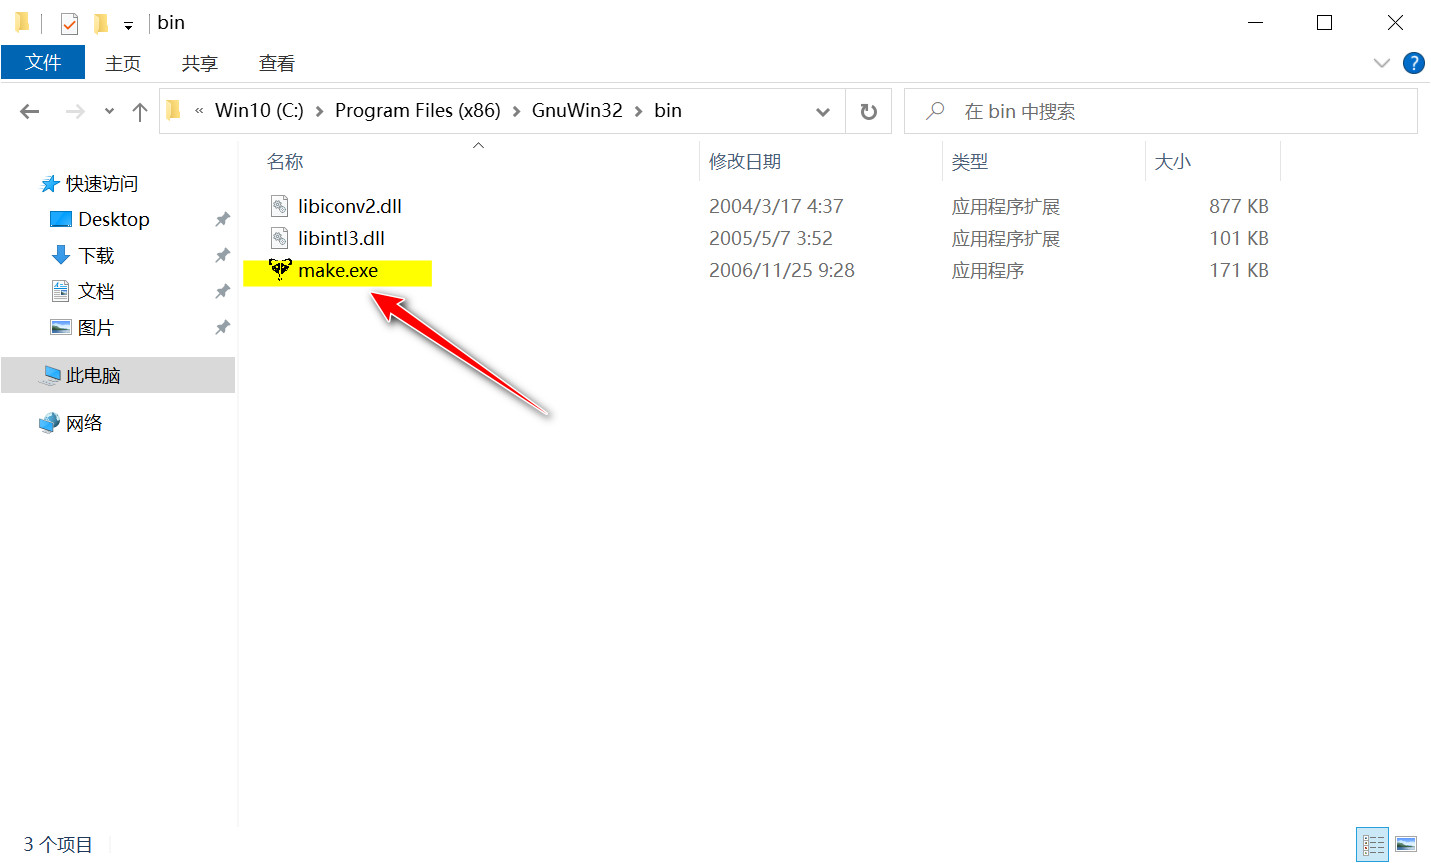 bin
文件 主页 共享 查看 ?
« Win10 (C:) > Program Files (x86) > GnuWin32 > bin 在 bin 中搜索
名称 修改日期 类型 大小
快速访问
Desktop
下载
文档
图片
此电脑
网络
libiconv2.dll 2004/3/17 4:37 应用程序扩展 877 KB
libintl3.dll 2005/5/7 3:52 应用程序扩展 101 KB
make.exe 2006/11/25 9:28 应用程序 171 KB
3 个项目